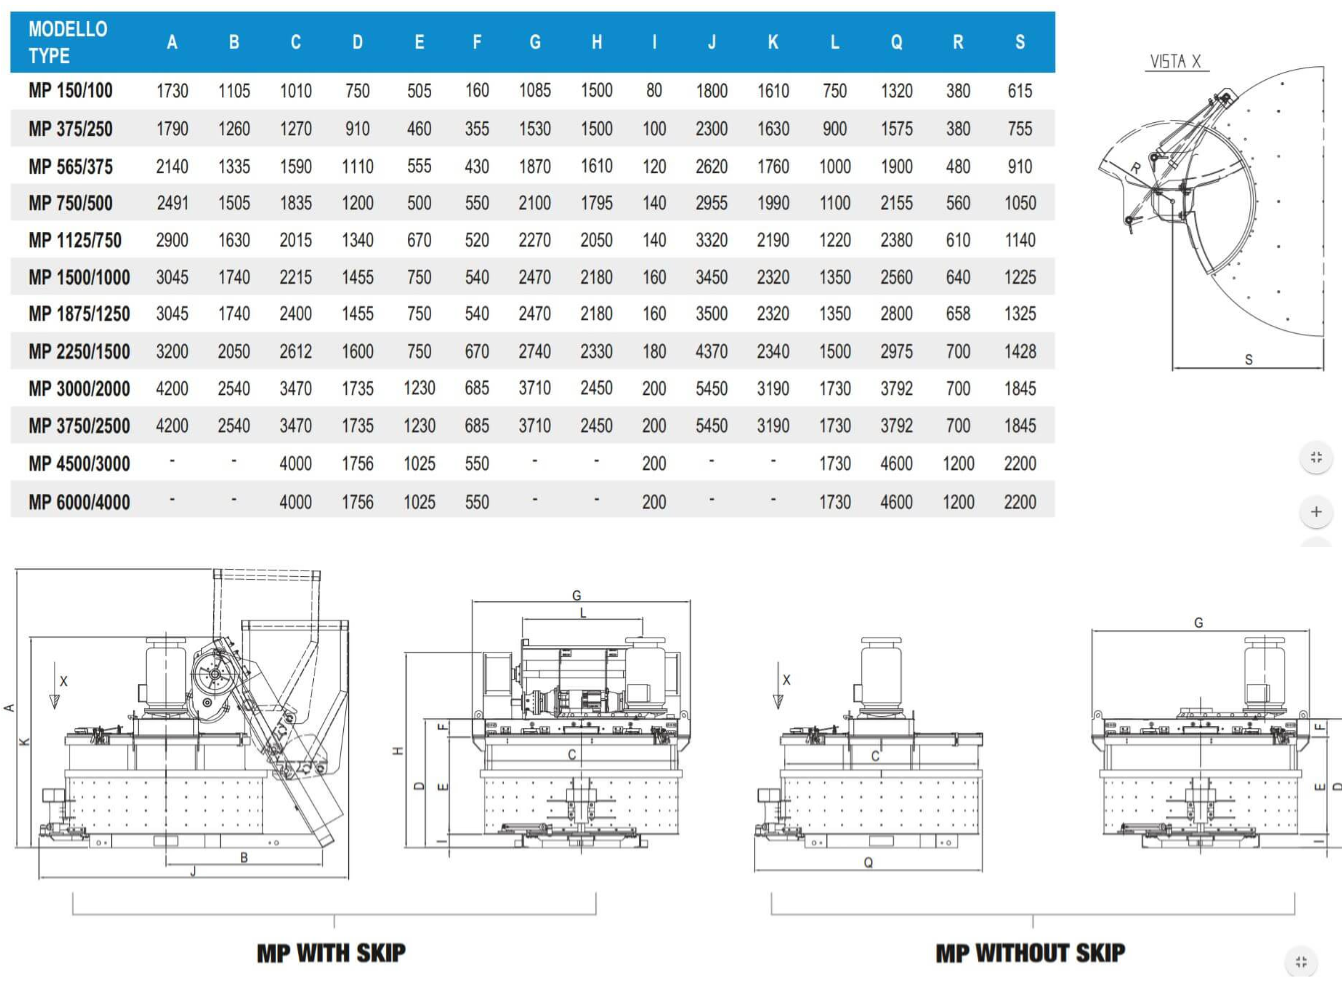 MODELLO
TYPE A B C D E F G H I J K L Q R S
MP 150/100 1730 1105 1010 750 505 160 1085 1500 80 1800 1610 750 1320 380 615
MP 375/250 1790 1260 1270 910 460 355 1530 1500 100 2300 1630 900 1575 380 755
MP 565/375 2140 1335 1590 1110 555 430 1870 1610 120 2620 1760 1000 1900 480 910
MP 750/500 2491 1505 1835 1200 500 550 2100 1795 140 2955 1990 1100 2155 560 1050
MP 1125/750 2900 1630 2015 1340 670 520 2270 2050 140 3320 2190 1220 2380 610 1140
MP 1500/1000 3045 1740 2215 1455 750 540 2470 2180 160 3450 2320 1350 2560 640 1225
MP 1875/1250 3045 1740 2400 1455 750 540 2470 2180 160 3500 2320 1350 2800 658 1325
MP 2250/1500 3200 2050 2612 1600 750 670 2740 2330 180 4370 2340 1500 2975 700 1428
MP 3000/2000 4200 2540 3470 1735 1230 685 3710 2450 200 5450 3190 1730 3792 700 1845
MP 3750/2500 4200 2540 3470 1735 1230 685 3710 2450 200 5450 3190 1730 3792 700 1845
MP 4500/3000 - - 4000 1756 1025 550 - - 200 - - 1730 4600 1200 2200
MP 6000/4000 - - 4000 1756 1025 550 - - 200 - - 1730 4600 1200 2200
VISTA X
R
S
A
K
X
B
J
G
L
H
F
C
D
E
I
X
C
Q
G
F
E
D
I
MP WITH SKIP
MP WITHOUT SKIP